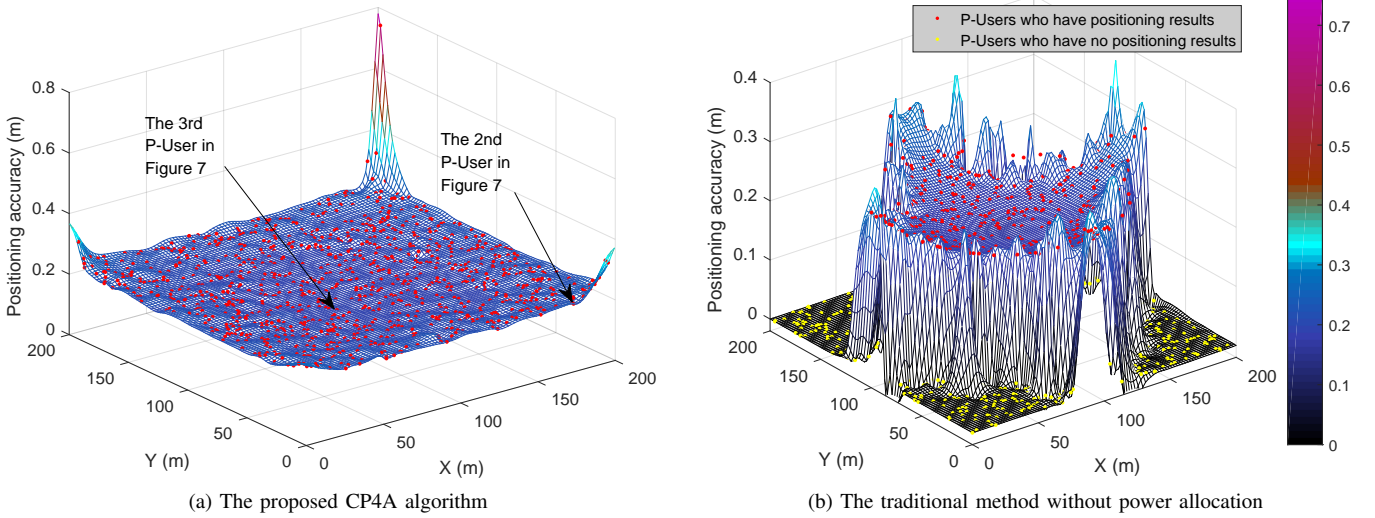 Positioning accuracy (m)
0.8
0.6
0.4
0.2
0
200
150
100
50
0
0
50
100
150
200
Y (m)
X (m)
The 3rd
P-User in
Figure 7
The 2nd
P-User in
Figure 7
(a) The proposed CP4A algorithm
P-Users who have positioning results
P-Users who have no positioning results
Positioning accuracy (m)
0.4
0.3
0.2
0.1
0
200
150
100
50
0
0
50
100
150
200
Y (m)
X (m)
0.7
0.6
0.5
0.4
0.3
0.2
0.1
0
(b) The traditional method without power allocation